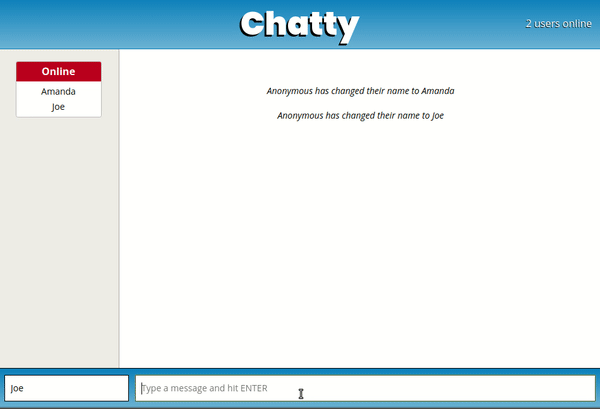 Chatty
2 users online
Online
Amanda
Joe
Anonymous has changed their name to Amanda
Anonymous has changed their name to Joe
Joe
Type a message and hit ENTER